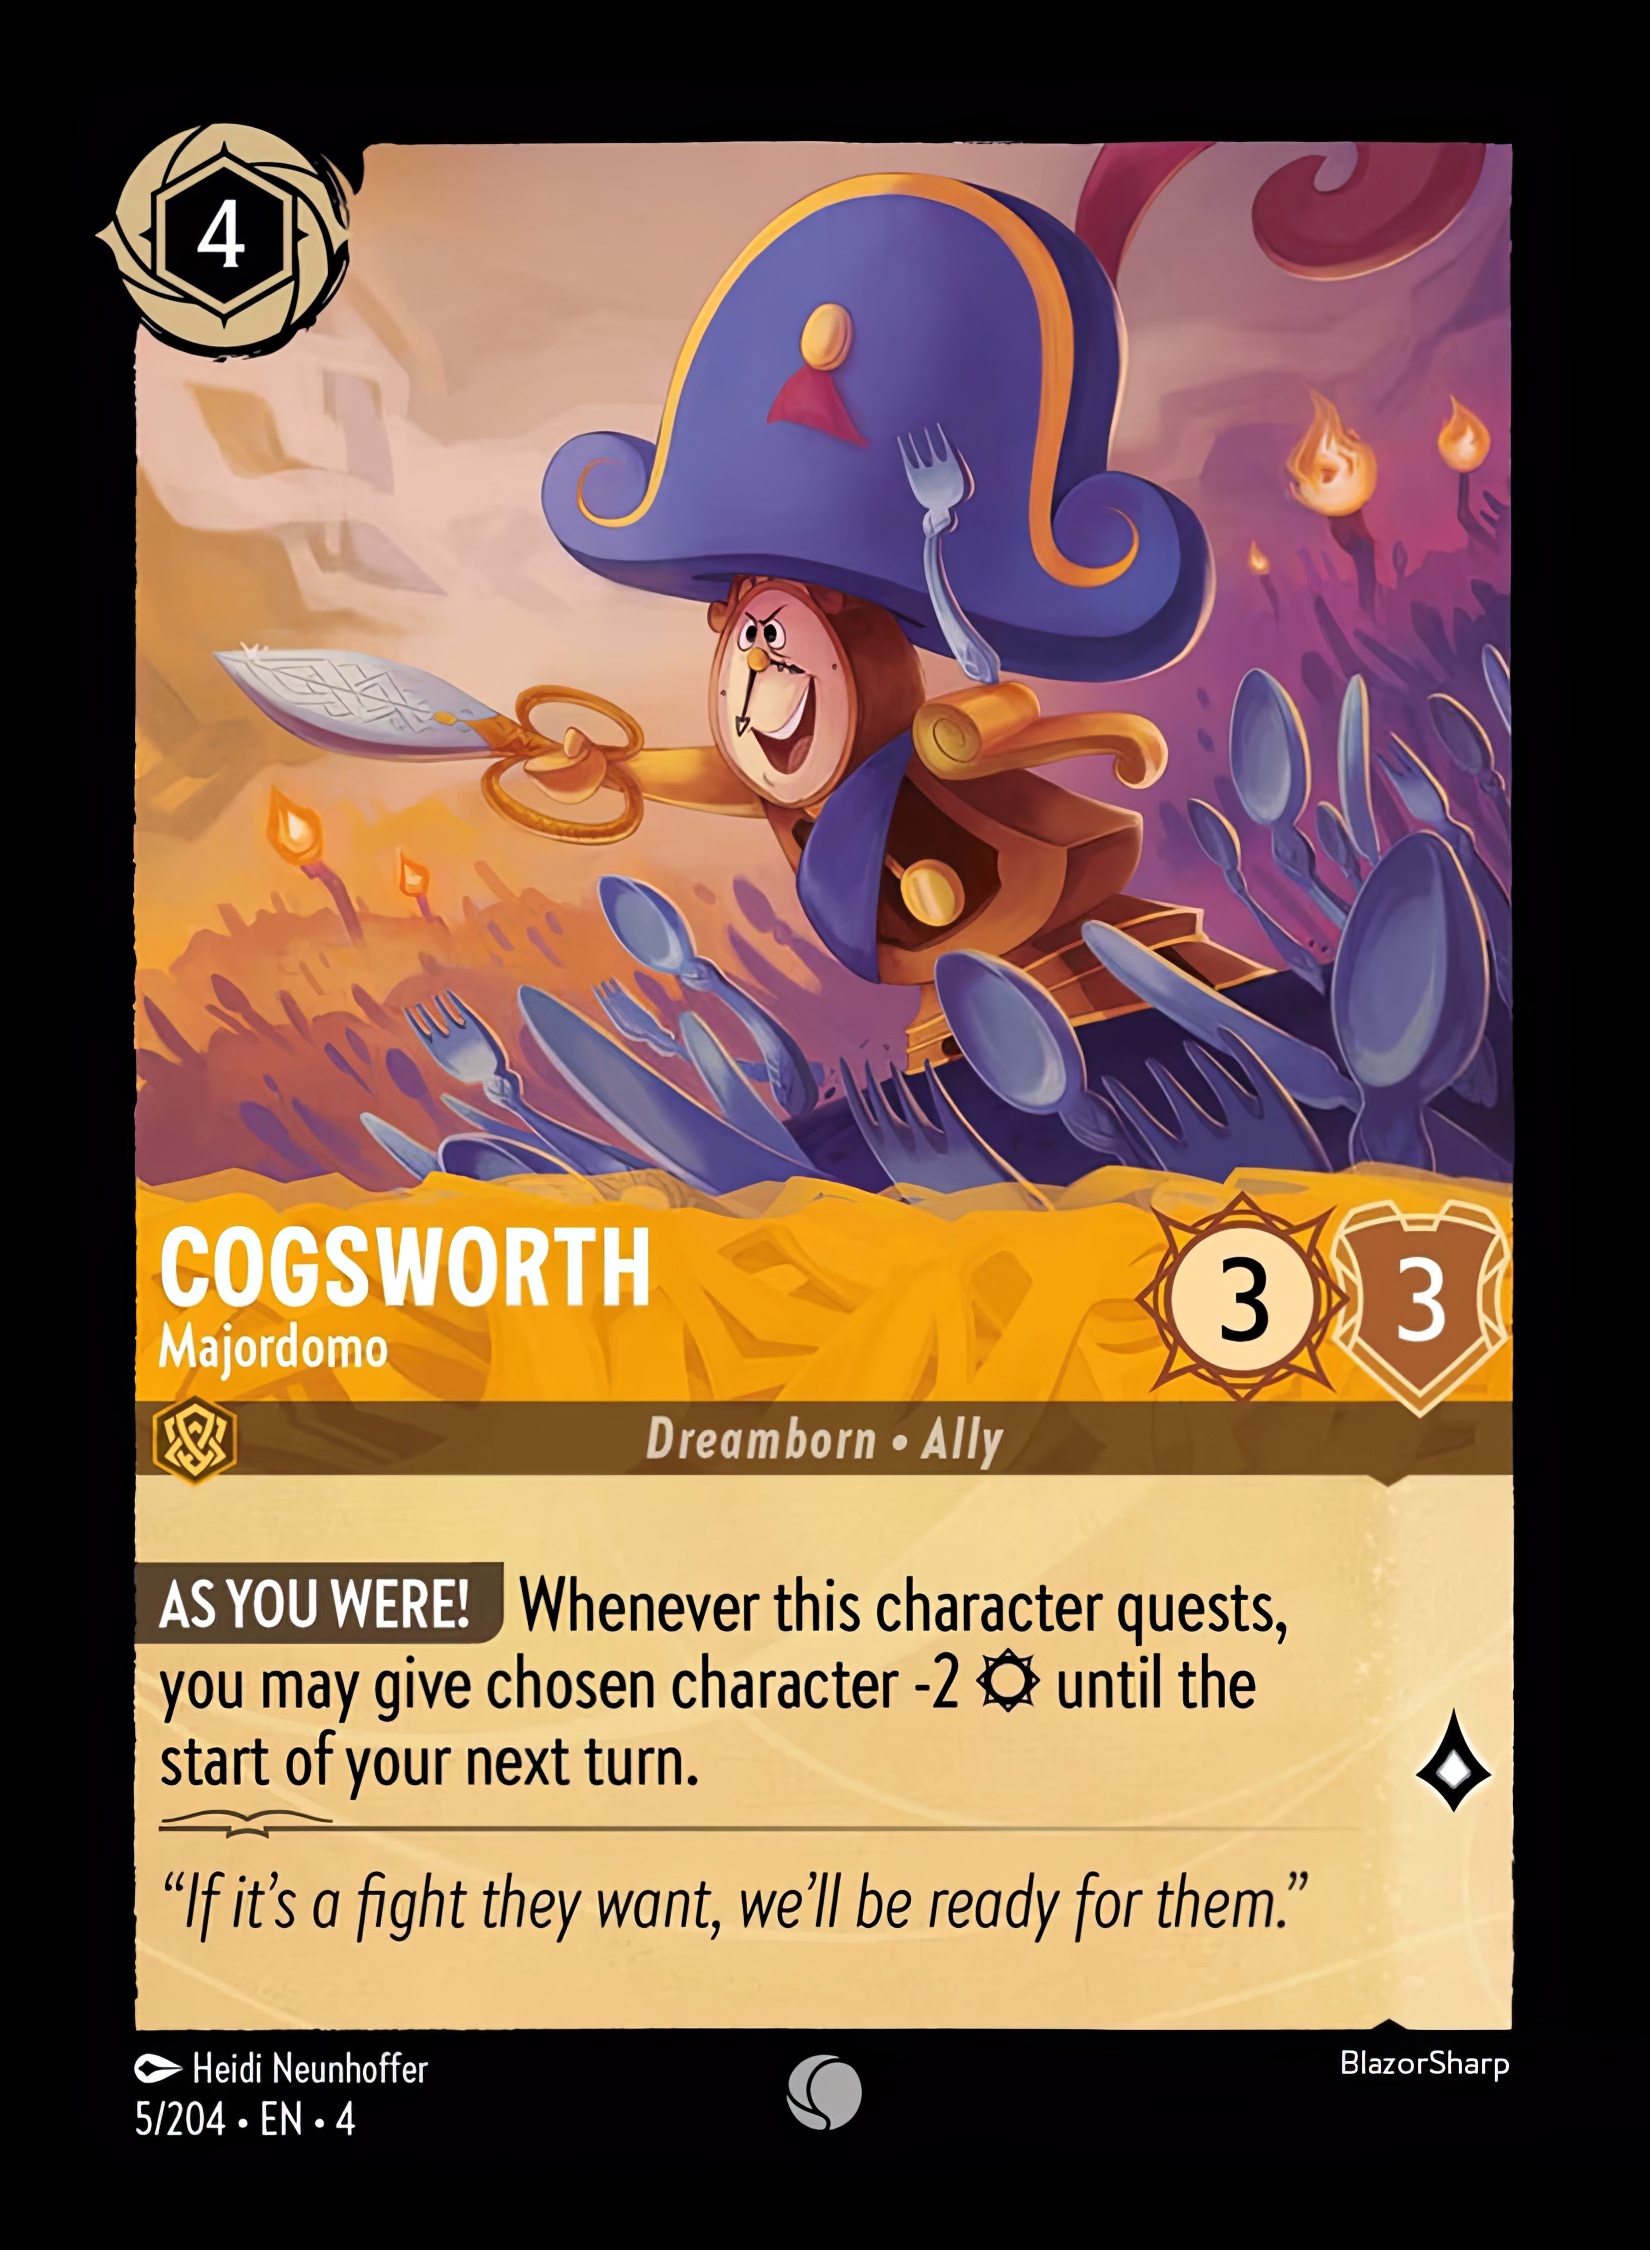 4
COGSWORTH
Majordomo
3
3
Dreamborn • Ally
AS YOU WERE! Whenever this character quests,
you may give chosen character -2 until the
start of your next turn.
“If it’s a fight they want, we’ll be ready for them.”
Heidi Neunhoffer
5/204 • EN • 4
BlazorSharp